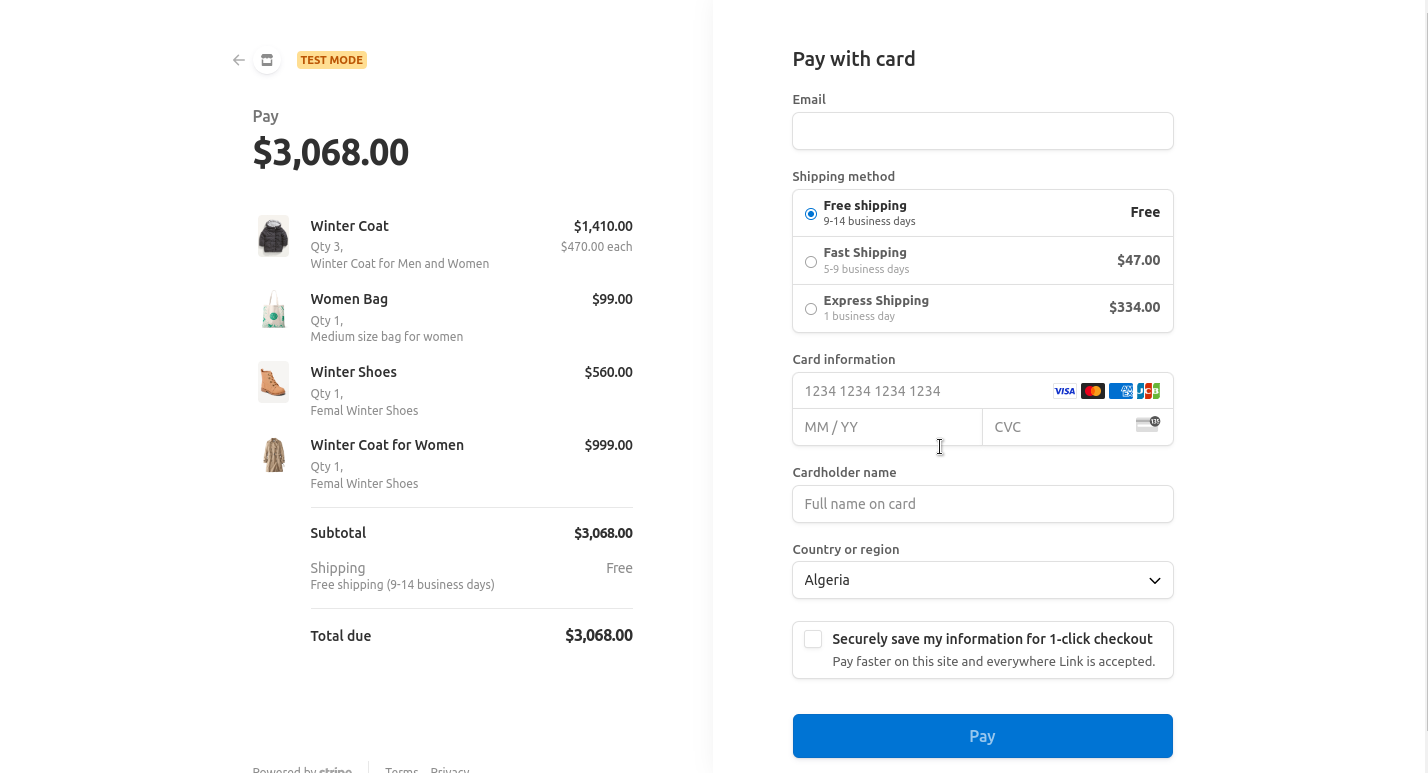 TEST MODE
Pay
$3,068.00
Winter Coat $1,410.00
Qty 3, $470.00 each
Winter Coat for Men and Women
Women Bag $99.00
Qty 1,
Medium size bag for women
Winter Shoes $560.00
Qty 1,
Femal Winter Shoes
Winter Coat for Women $999.00
Qty 1,
Femal Winter Shoes
Subtotal $3,068.00
Shipping Free
Free shipping (9-14 business days)
Total due $3,068.00
Powered by stripe Terms Privacy
Pay with card
Email
Shipping method
Free shipping Free
9-14 business days
Fast Shipping $47.00
5-9 business days
Express Shipping $334.00
1 business day
Card information
1234 1234 1234 1234 VISA AMEX JCB
MM / YY CVC 135
Cardholder name
Full name on card
Country or region
Algeria
Securely save my information for 1-click checkout
Pay faster on this site and everywhere Link is accepted.
Pay